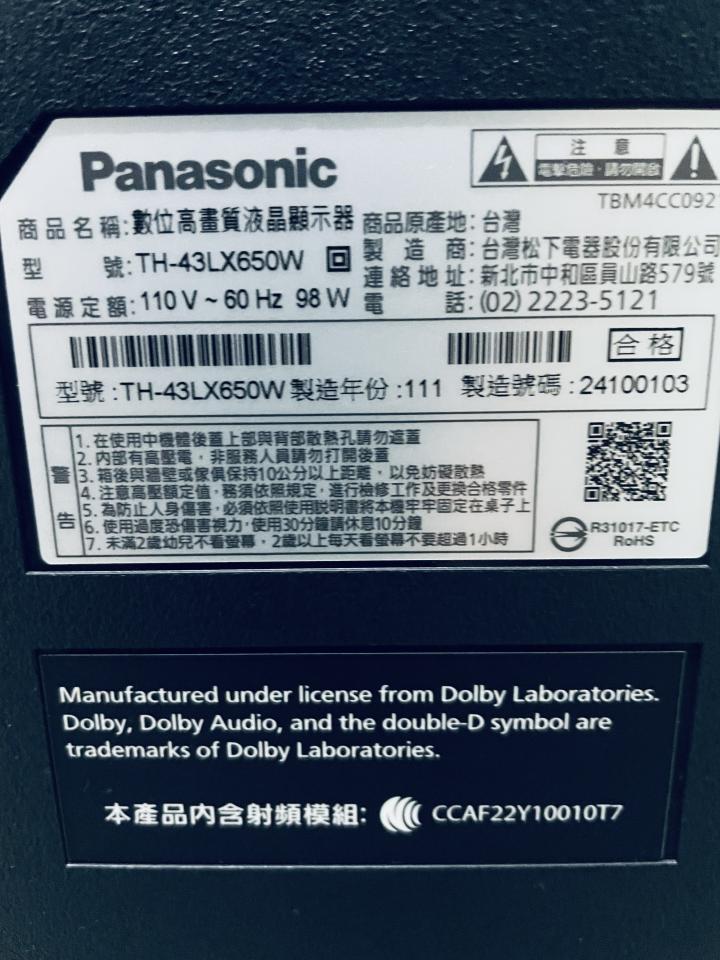 Panasonic
注 意
電擊危險‧請勿開啟
TBM4CC092
商品名稱:數位高畫質液晶顯示器
型 號:TH-43LX650W
電源定額:110 V ~ 60 Hz 98 W
商品原產地:台灣
製 造 商:台灣松下電器股份有限公司
連絡地址:新北市中和區員山路579號
電 話:(02) 2223-5121
合格
型號:TH-43LX650W 製造年份:111 製造號碼:24100103
警告
1. 在使用中機體後蓋上部與背部散熱孔請勿遮蓋
2. 內部有高壓電,非服務人員請勿打開後蓋
3. 箱後與牆壁或傢俱保持10公分以上距離,以免妨礙散熱
4. 注意高壓額定值,務須依照規定,進行檢修工作及更換合格零件
5. 為防止人身傷害,必須依照使用說明書將本機牢牢固定在桌子上
6. 使用過度恐傷害視力,使用30分鐘請休息10分鐘
7. 未滿2歲幼兒不看螢幕,2歲以上每天看螢幕不要超過1小時
R31017-ETC
RoHS
Manufactured under license from Dolby Laboratories.
Dolby, Dolby Audio, and the double-D symbol are
trademarks of Dolby Laboratories.
本產品內含射頻模組: CCAF22Y10010T7